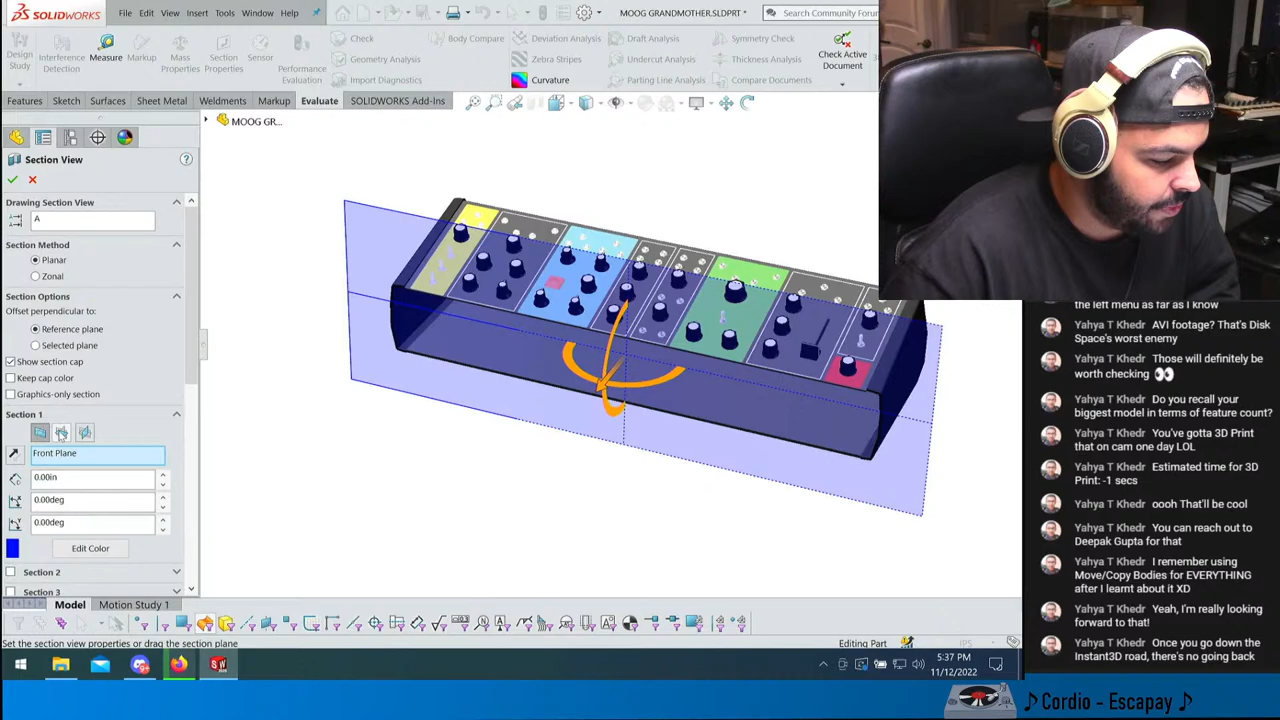 SOLIDWORKS File Edit View Insert Tools Window Help MOOG GRANDMOTHER.SLDPRT * Search Community Forum
Design Study
Interference Detection
Measure
Markup
Mass Properties
Section Properties
Sensor
Performance Evaluation
Check
Geometry Analysis
Import Diagnostics
Body Compare
Deviation Analysis
Zebra Stripes
Curvature
Draft Analysis
Undercut Analysis
Parting Line Analysis
Symmetry Check
Thickness Analysis
Compare Documents
Check Active Document
Features Sketch Surfaces Sheet Metal Weldments Markup Evaluate SOLIDWORKS Add-Ins
MOOG GR...
Section View
Drawing Section View
A
Section Method
Planar
Zonal
Section Options
Offset perpendicular to:
Reference plane
Selected plane
Show section cap
Keep cap color
Graphics-only section
Section 1
Front Plane
0.00in
0.00deg
0.00deg
Edit Color
Section 2
Section 3
Model Motion Study 1
Set the section view properties or drag the section plane
Editing Part
IPS
5:37 PM
11/12/2022
the left menu as far as I know
Yahya T Khedr AVI footage? That's Disk
Space's worst enemy
Yahya T Khedr Those will definitely be
worth checking 👀
Yahya T Khedr Do you recall your
biggest model in terms of feature count?
Yahya T Khedr You've gotta 3D Print
that on cam one day LOL
Yahya T Khedr Estimated time for 3D
Print: -1 secs
Yahya T Khedr oooh That'll be cool
Yahya T Khedr You can reach out to
Deepak Gupta for that
Yahya T Khedr I remember using
Move/Copy Bodies for EVERYTHING
after I learnt about it XD
Yahya T Khedr Yeah, I'm really looking
forward to that!
Yahya T Khedr Once you go down the
Instant3D road, there's no going back
♪ Cordio - Escapay ♪